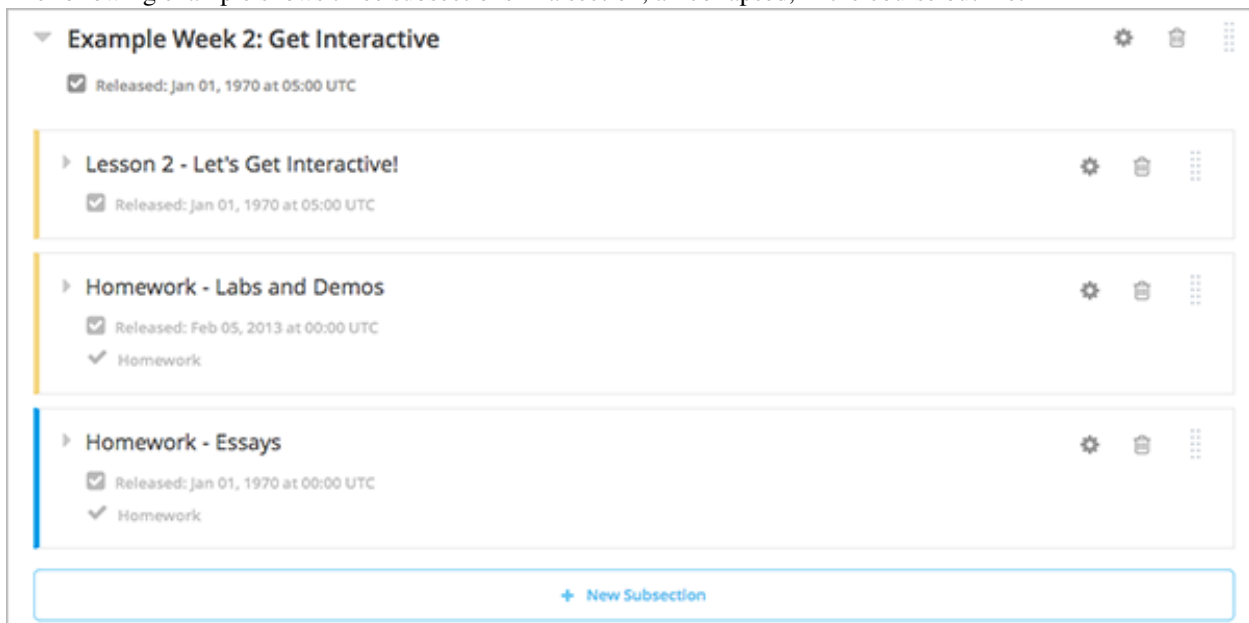 Example Week 2: Get Interactive
Released: Jan 01, 1970 at 05:00 UTC
Lesson 2 - Let's Get Interactive!
Released: Jan 01, 1970 at 05:00 UTC
Homework - Labs and Demos
Released: Feb 05, 2013 at 00:00 UTC
Homework
Homework - Essays
Released: Jan 01, 1970 at 00:00 UTC
Homework
+ New Subsection